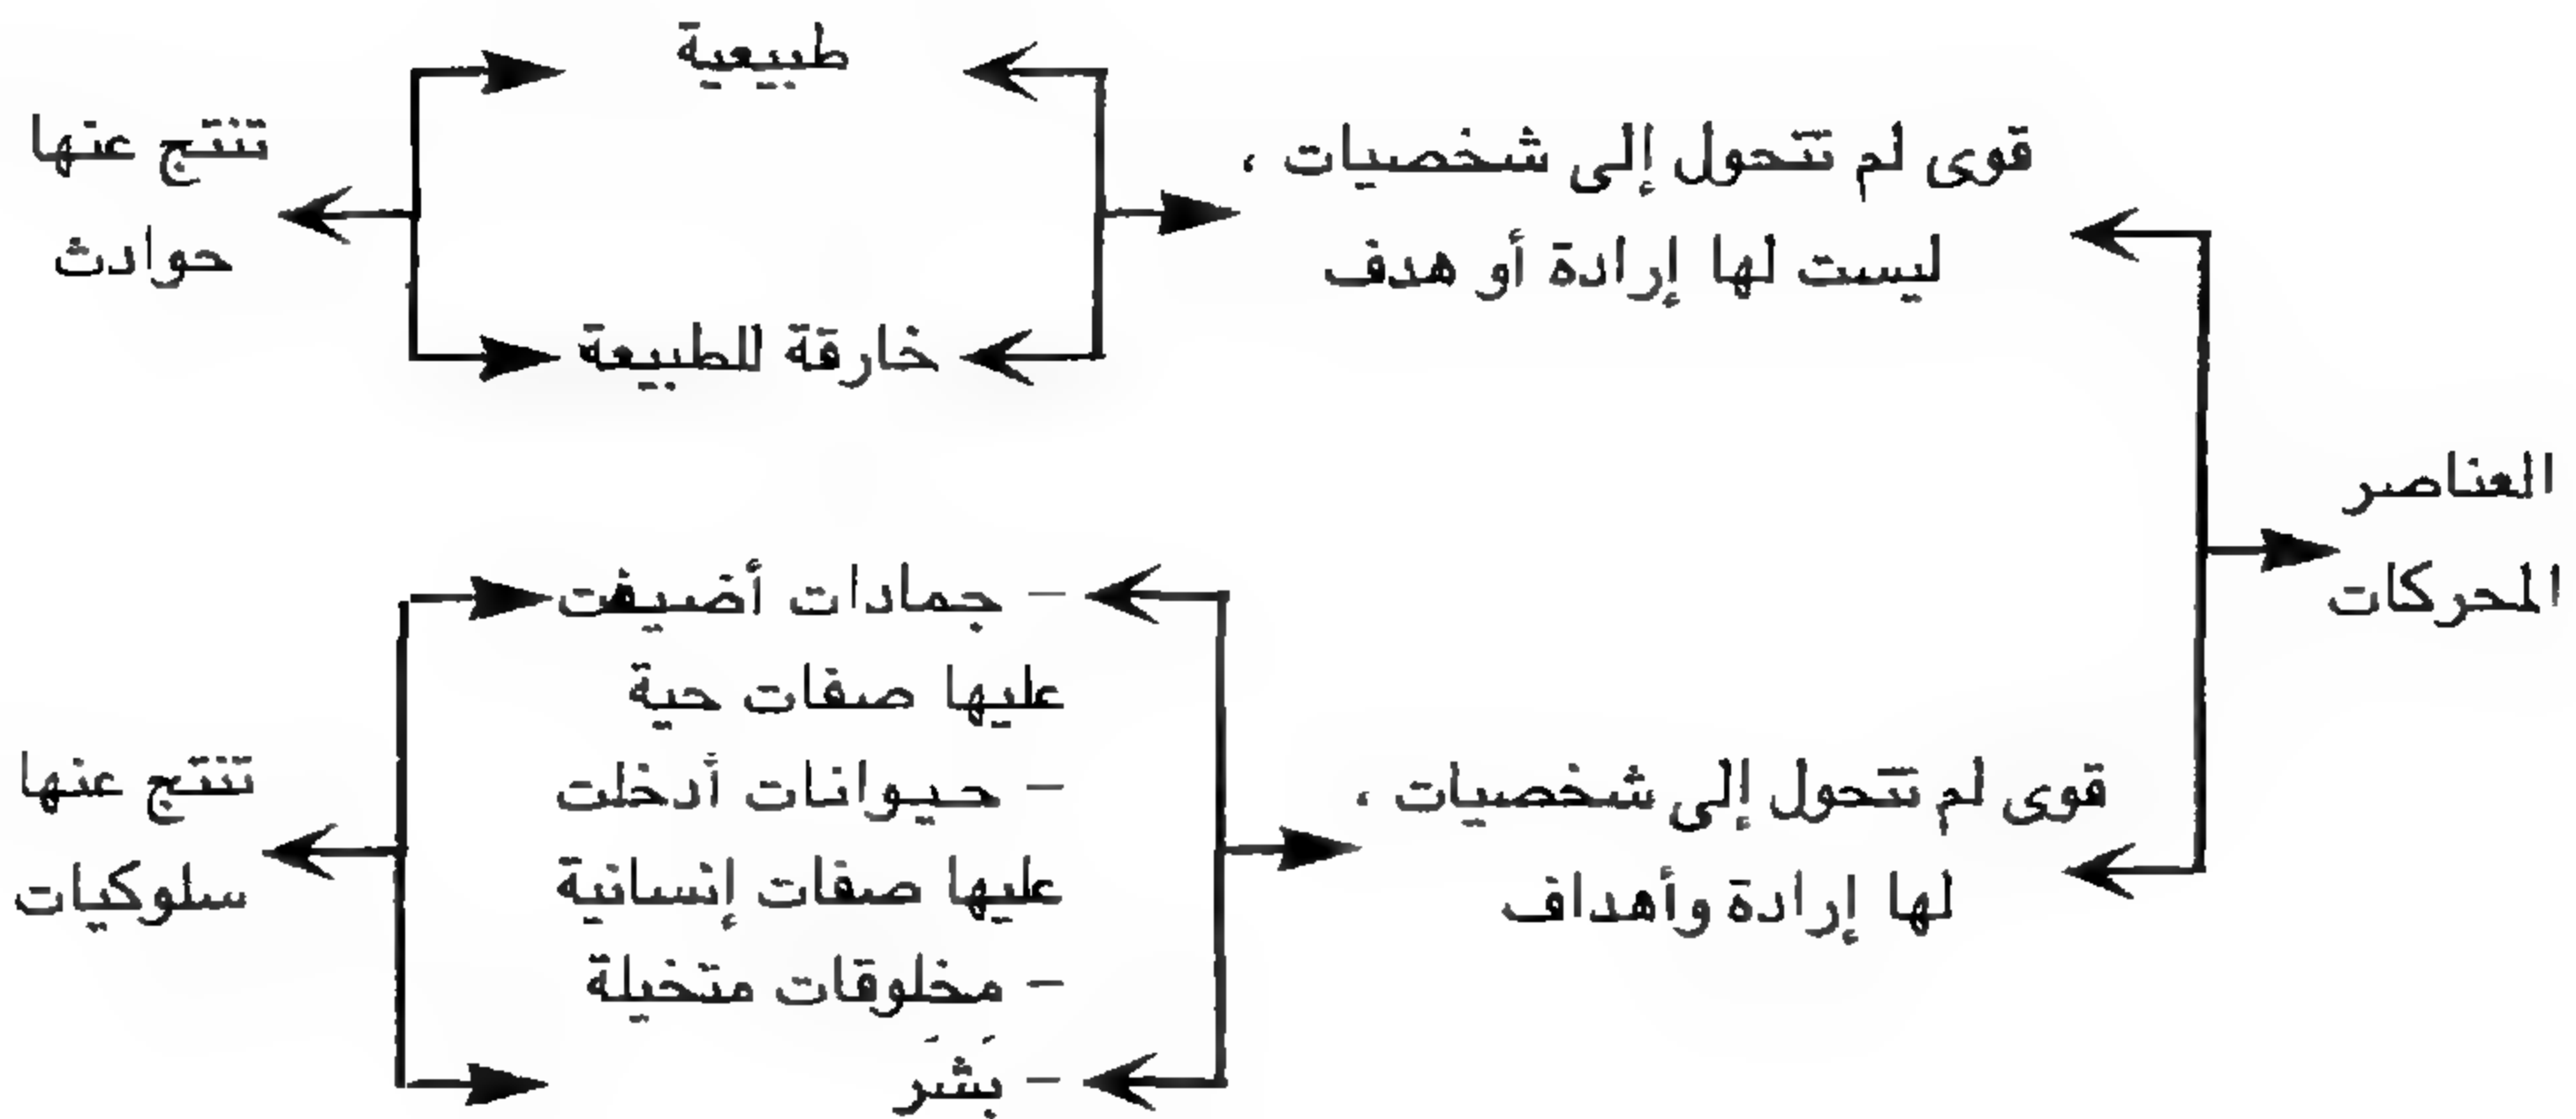 العناصر
المحركات
قوى لم تتحول إلى شخصيات ،
ليست لها إرادة أو هدف
طبيعية
خارقة للطبيعة
تنتج عنها
حوادث
قوى لم تتحول إلى شخصيات ،
لها إرادة وأهداف
– جمادات أضيفت
عليها صفات حية
– حيوانات أدخلت
عليها صفات إنسانية
– مخلوقات متخيلة
– بَشَر
تنتج عنها
سلوكيات